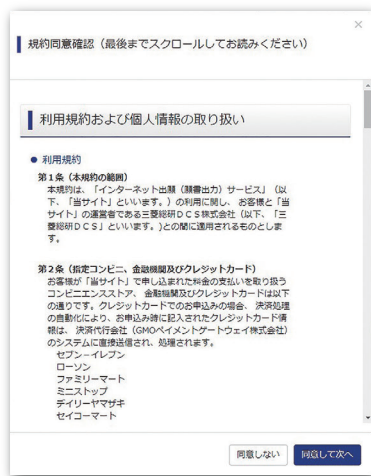 ×
規約同意確認（最後までスクロールしてお読みください）
利用規約および個人情報の取り扱い
● 利用規約
第１条（本規約の範囲）
本規約は、「インターネット出願（願書出力）サービス」（以
下、「当サイト」といいます。）の利用に関し、お客様と「当
サイト」の運営者である三菱総研ＤＣＳ株式会社（以下、「三
菱総研ＤＣＳ」といいます。)との間に適用されるものとしま
す。
第２条（指定コンビニ、金融機関及びクレジットカード）
お客様が「当サイト」で申し込まれた料金の支払いを取り扱う
コンビニエンスストア、金融機関及びクレジットカードは以下
の通りです。クレジットカードでのお申込みの場合、決済処理
の自動化により、お申込み時に記入されたクレジットカード情
報は、決済代行会社（GMOペイメントゲートウェイ株式会社）
のシステムに直接送信され、処理されます。
セブン－イレブン
ローソン
ファミリーマート
ミニストップ
デイリーヤマザキ
セイコーマート
同意しない 同意して次へ